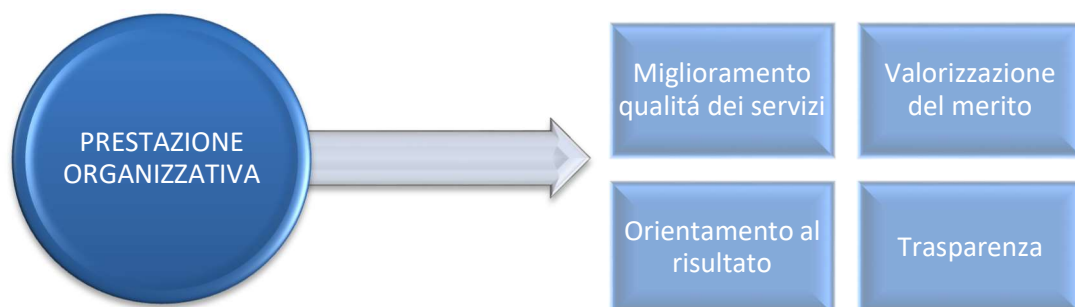 PRESTAZIONE
ORGANIZZATIVA
Miglioramento
qualitá dei servizi
Valorizzazione
del merito
Orientamento al
risultato
Trasparenza